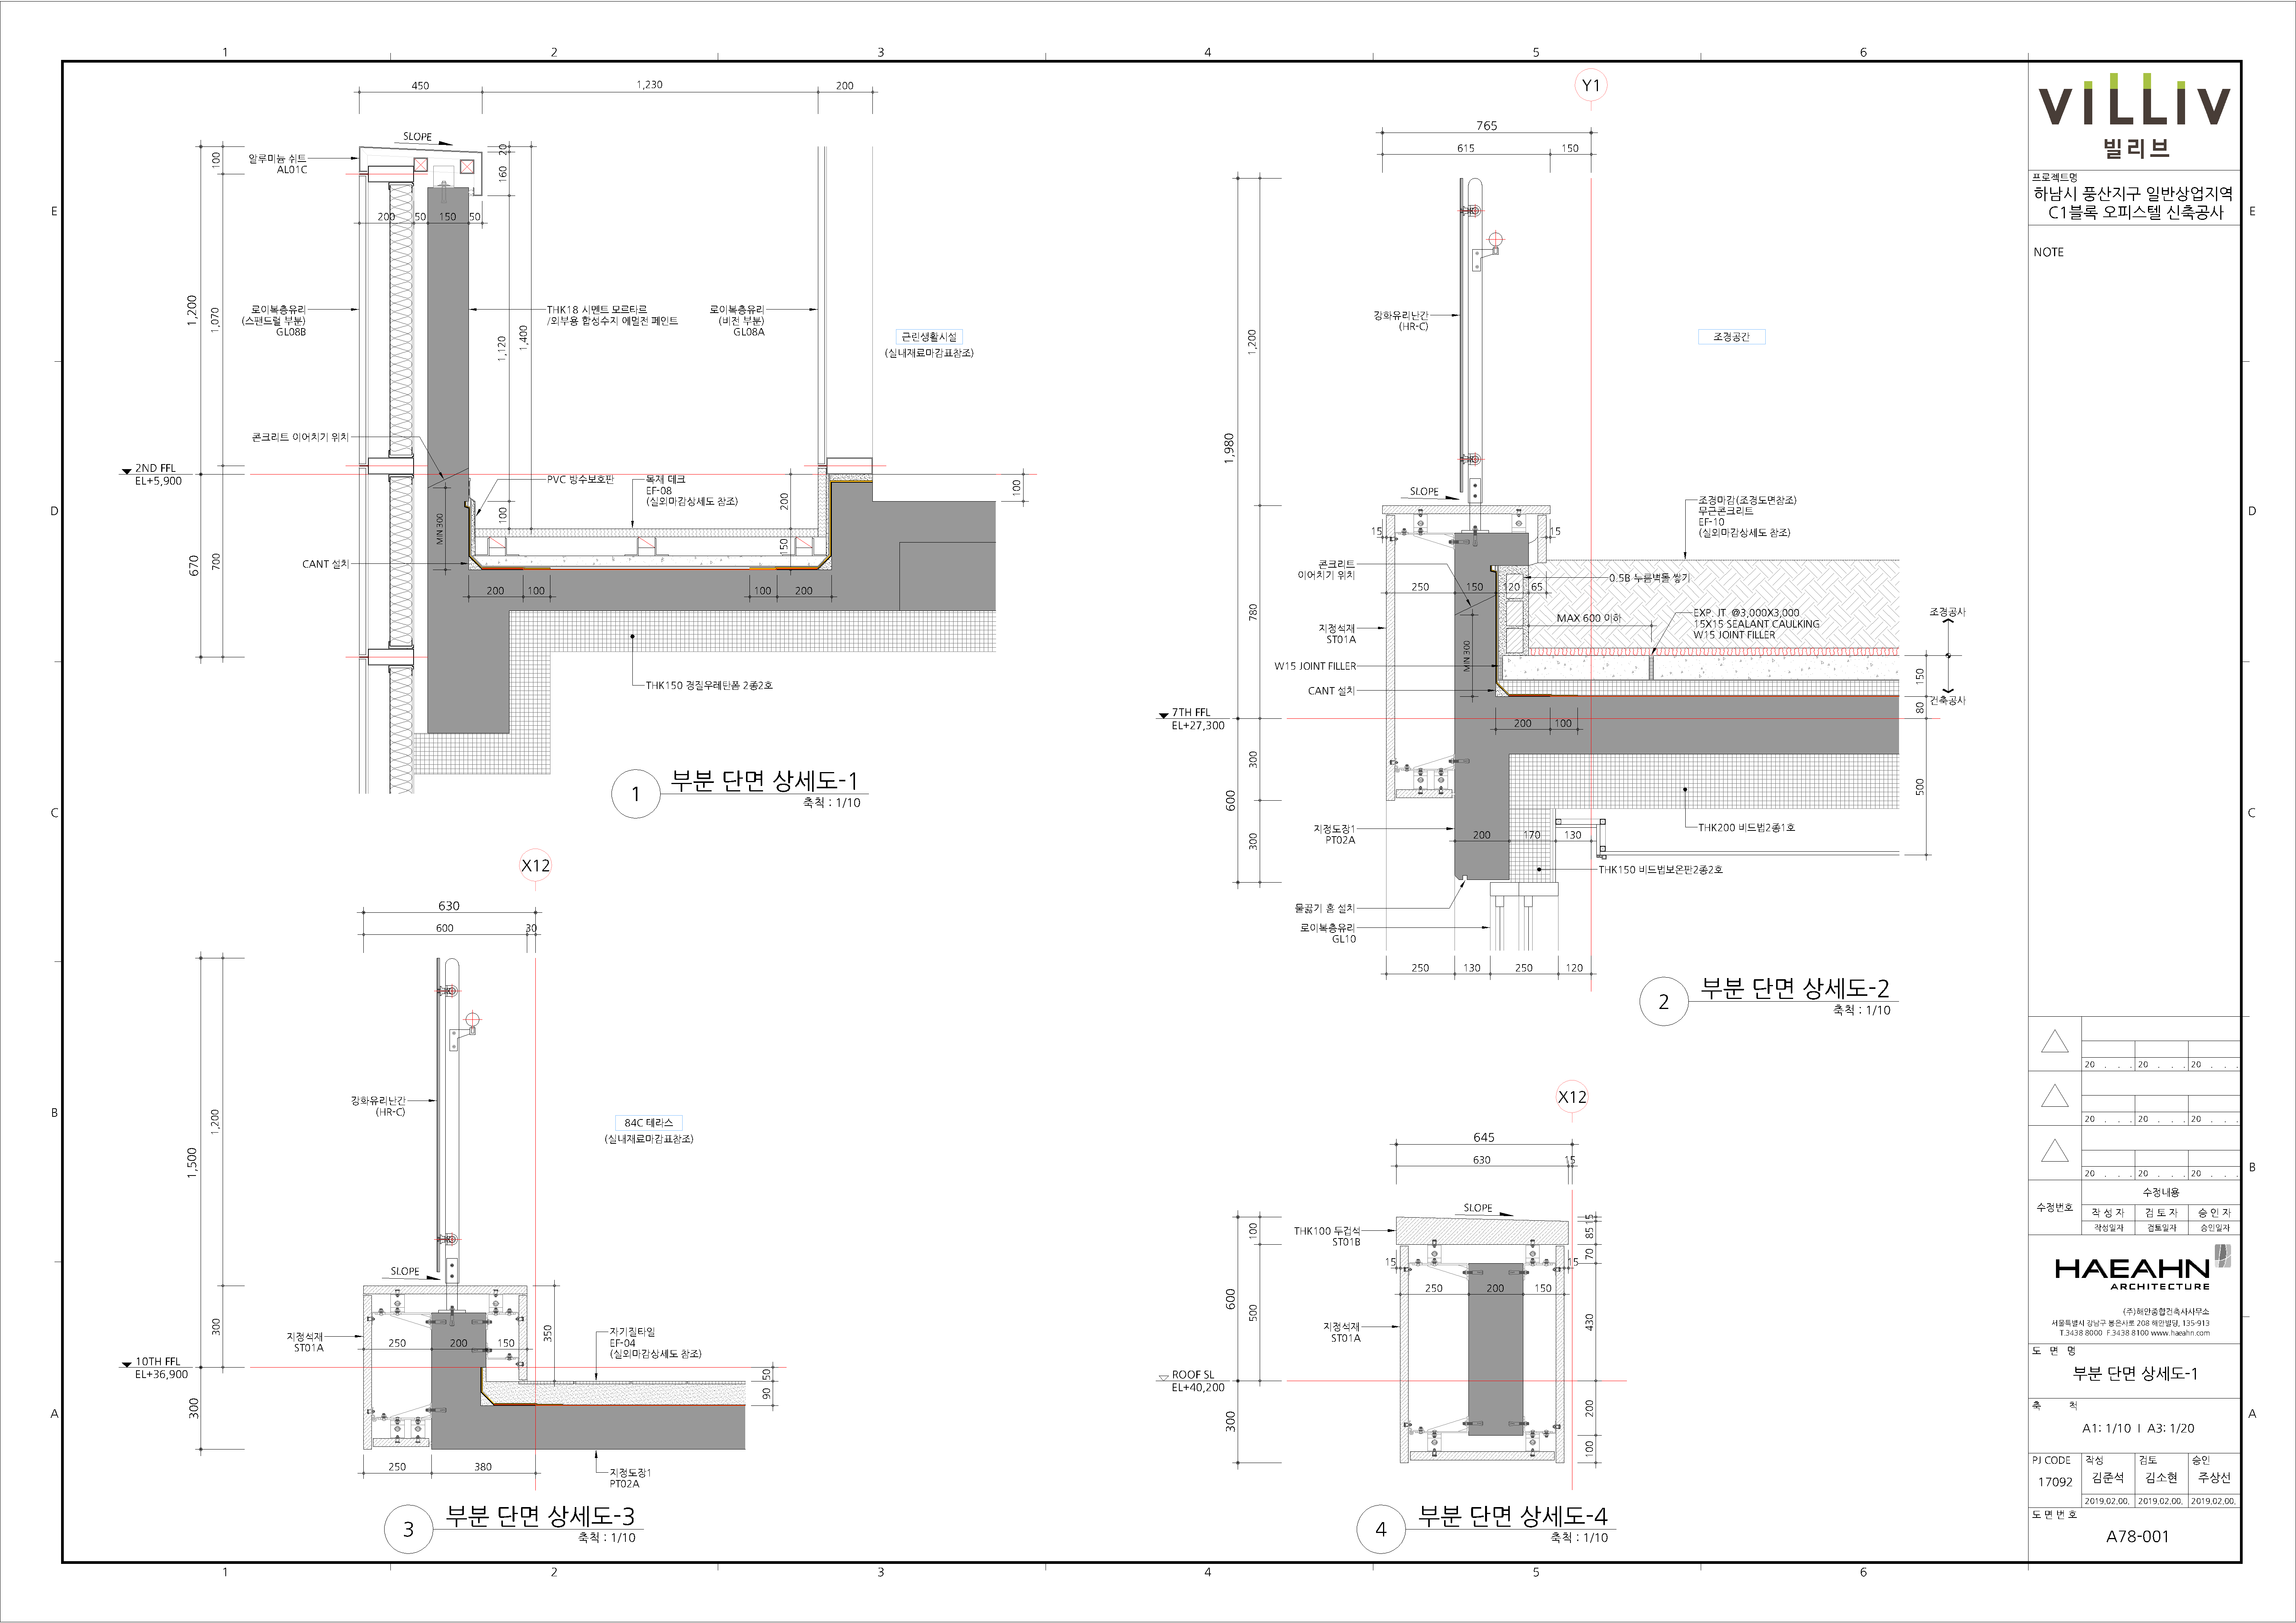 1 2 3 4 5 6
E
D
C
B
A
450 1,230 200
SLOPE
알루미늄 쉬트
AL01C
100
20
160
200 50 150 50
1,200
1,070
로이복층유리
(스팬드럴 부분)
GL08B
THK18 시멘트 모르타르
/외부용 합성수지 에멀전 페인트
로이복층유리
(비전 부분)
GL08A
1,120
1,400
근린생활시설
(실내재료마감표참조)
콘크리트 이어치기 위치
2ND FFL
EL+5,900
PVC 방수보호판
목재 데크
EF-08
(실외마감상세도 참조)
200
100
100
MIN 300
150
670
700
CANT 설치
200 100 100 200
THK150 경질우레탄폼 2종2호
1
부분 단면 상세도-1
축척 : 1/10
Y1
765
615 150
강화유리난간
(HR-C)
조경공간
1,200
1,980
SLOPE
15 15
조경마감(조경도면참조)
무근콘크리트
EF-10
(실외마감상세도 참조)
콘크리트
이어치기 위치
0.5B 누름벽돌 쌓기
250 150 120 65
780
MAX 600 이하
EXP. JT. @3,000X3,000
15X15 SEALANT CAULKING
W15 JOINT FILLER
조경공사
지정석재
ST01A
MIN 300
W15 JOINT FILLER
CANT 설치
150
건축공사
80
7TH FFL
EL+27,300
200 100
300
600
500
THK200 비드법2종1호
지정도장1
PT02A
200 170 130
300
THK150 비드법보온판2종2호
물끊기 홈 설치
로이복층유리
GL10
250 130 250 120
2
부분 단면 상세도-2
축척 : 1/10
X12
630
600 30
강화유리난간
(HR-C)
84C 테라스
(실내재료마감표참조)
1,200
1,500
SLOPE
300
지정석재
ST01A
250 200 150
350
자기질타일
EF-04
(실외마감상세도 참조)
10TH FFL
EL+36,900
50
90
300
250 380
지정도장1
PT02A
3
부분 단면 상세도-3
축척 : 1/10
X12
645
630 15
SLOPE
THK100 두겁석
ST01B
100
15
85
70
15 15
250 200 150
600
500
430
지정석재
ST01A
ROOF SL
EL+40,200
300
200
100
4
부분 단면 상세도-4
축척 : 1/10
VILLIV
빌리브
프로젝트명
하남시 풍산지구 일반상업지역
C1블록 오피스텔 신축공사
NOTE
20 . . . 20 . . . 20 . . .
20 . . . 20 . . . 20 . . .
20 . . . 20 . . . 20 . . .
수정번호
수정내용
작 성 자 검 토 자 승 인 자
작성일자 검토일자 승인일자
HAEAHN
ARCHITECTURE
(주)해안종합건축사사무소
서울특별시 강남구 봉은사로 208 해안빌딩, 135-913
T.3438 8000 F.3438 8100 www.haeahn.com
도 면 명
부분 단면 상세도-1
축 척
A1: 1/10 I A3: 1/20
PJ CODE 작성 검토 승인
17092 김준석 김소현 주상선
2019.02.00. 2019.02.00. 2019.02.00.
도 면 번 호
A78-001
E
D
C
B
A
1 2 3 4 5 6